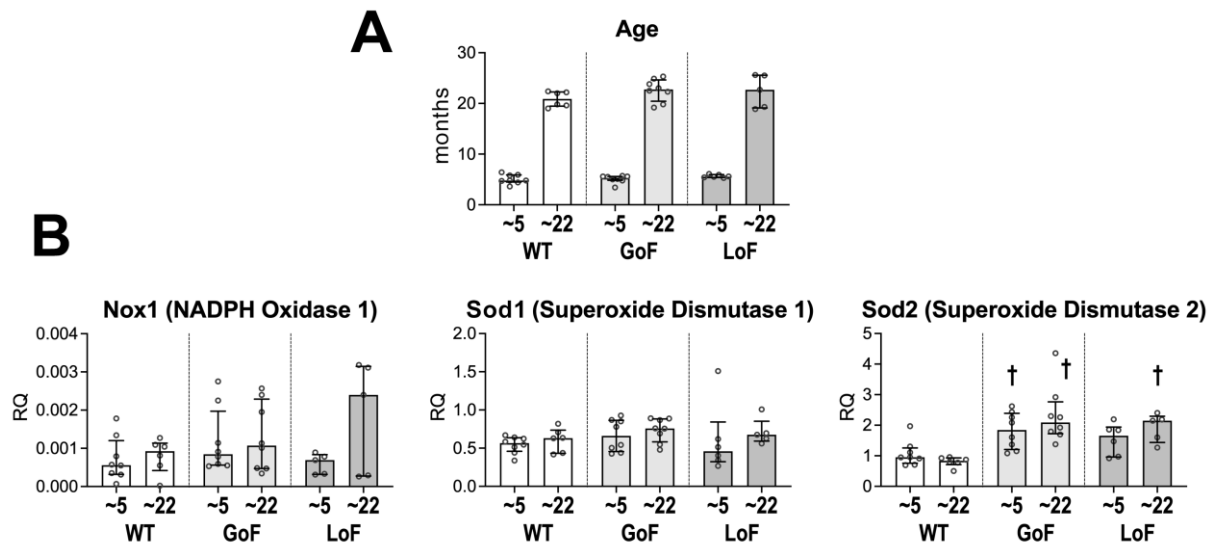 A
Age
months
30
20
10
0
~5 ~22 ~5 ~22 ~5 ~22
WT GoF LoF
B
Nox1 (NADPH Oxidase 1)
RQ
0.004
0.003
0.002
0.001
0.000
~5 ~22 ~5 ~22 ~5 ~22
WT GoF LoF
Sod1 (Superoxide Dismutase 1)
RQ
2.0
1.5
1.0
0.5
0.0
~5 ~22 ~5 ~22 ~5 ~22
WT GoF LoF
Sod2 (Superoxide Dismutase 2)
RQ
5
4
3
2
1
0
† † †
~5 ~22 ~5 ~22 ~5 ~22
WT GoF LoF